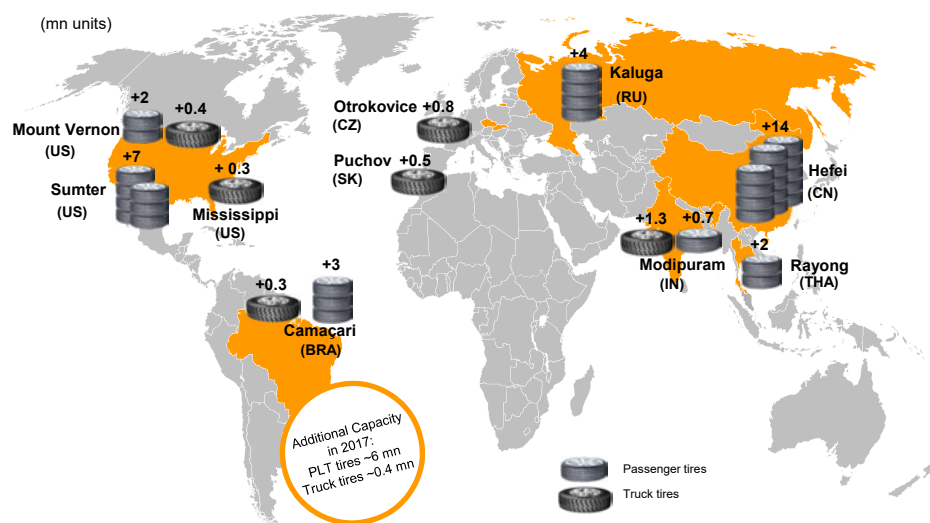 (mn units)
+2
+0.4
Mount Vernon
(US)
+7
Sumter
(US)
+ 0.3
Mississippi
(US)
+0.3
+3
Camaçari
(BRA)
Otrokovice +0.8
(CZ)
Puchov +0.5
(SK)
+4
Kaluga
(RU)
+14
Hefei
(CN)
+1.3
+0.7
Modipuram
(IN)
+2
Rayong
(THA)
Additional Capacity
in 2017:
PLT tires ~6 mn
Truck tires ~0.4 mn
Passenger tires
Truck tires